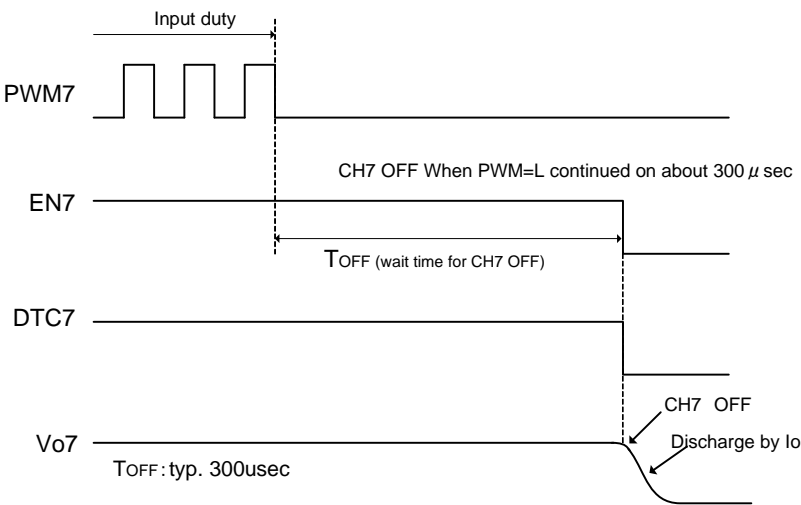 Input duty
PWM7
CH7 OFF When PWM=L continued on about 300 μ sec
EN7
TOFF (wait time for CH7 OFF)
DTC7
CH7 OFF
Vo7
Discharge by Io
TOFF : typ. 300usec